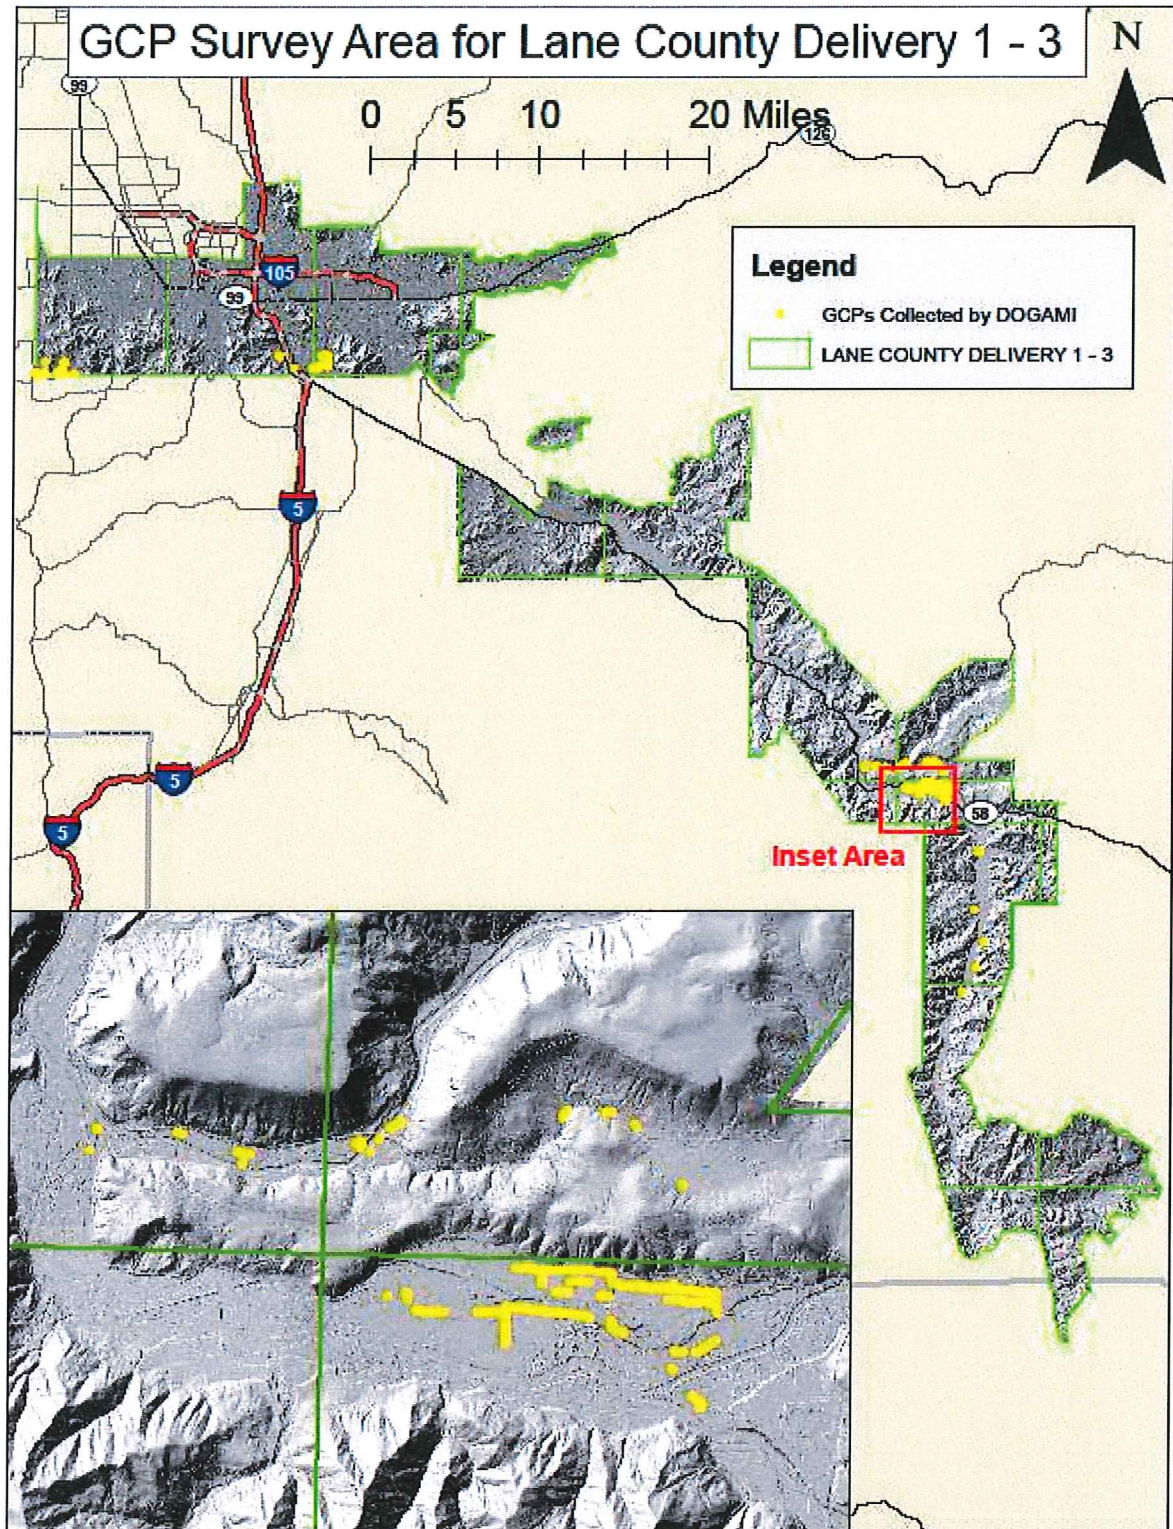 GCP Survey Area for Lane County Delivery 1 - 3
N
99
0 5 10 20 Miles
126
Legend
GCPs Collected by DOGAMI
LANE COUNTY DELIVERY 1 - 3
105
99
5
5
5
58
Inset Area